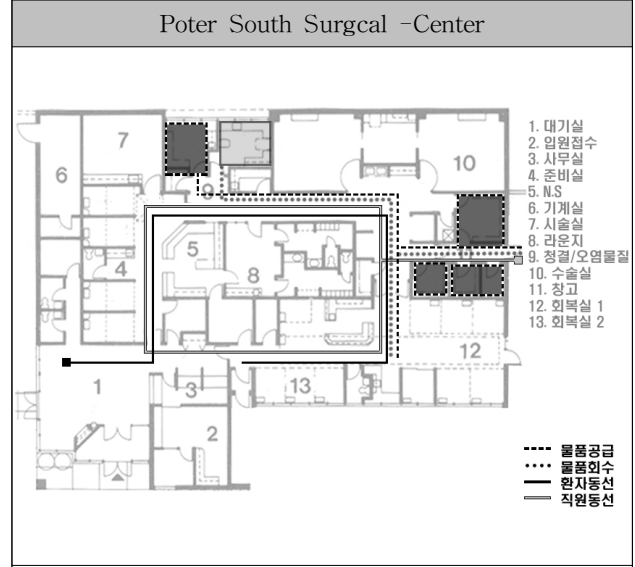 Poter South Surgcal -Center
7
6
9
10
5
4
8
1
3
2
13
12
1. 대기실
2. 입원접수
3. 사무실
4. 준비실
5. N.S
6. 기계실
7. 시술실
8. 라운지
9. 청결/오염물질
10. 수술실
11. 창고
12. 회복실 1
13. 회복실 2
물품공급
물품회수
환자동선
직원동선